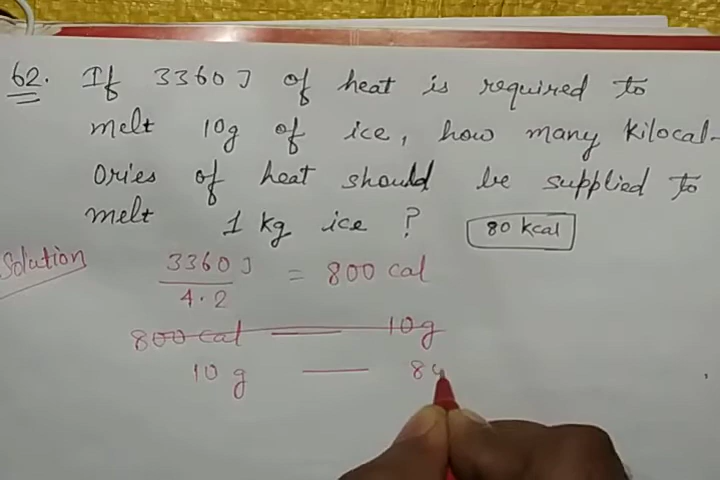 62. If 3360 J of heat is required to
melt 10g of ice, how many kilocal-
ories of heat should be supplied to
melt 1 kg ice ? 80 kcal
Solution 3360 J / 4.2 = 800 cal
800 cal — 10g
10 g — 8